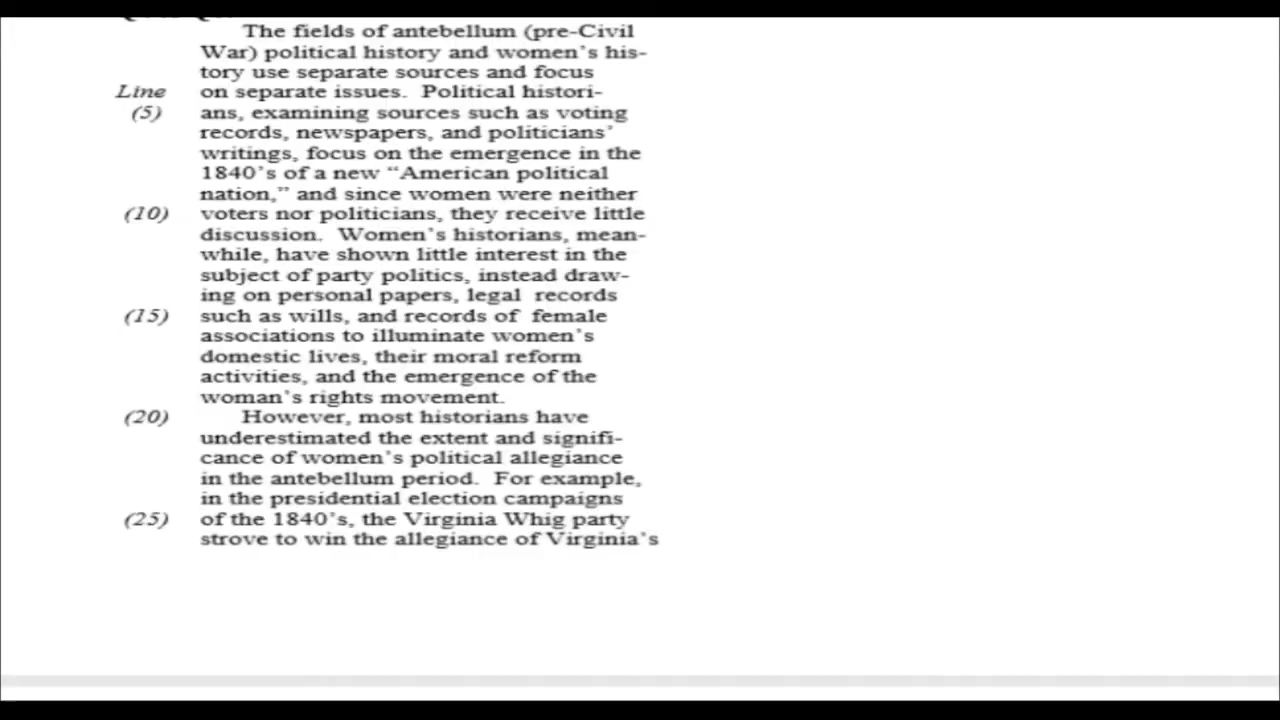 The fields of antebellum (pre-Civil
War) political history and women's his-
tory use separate sources and focus
Line on separate issues. Political histori-
(5) ans, examining sources such as voting
records, newspapers, and politicians'
writings, focus on the emergence in the
1840's of a new "American political
nation," and since women were neither
(10) voters nor politicians, they receive little
discussion. Women's historians, mean-
while, have shown little interest in the
subject of party politics, instead draw-
ing on personal papers, legal records
(15) such as wills, and records of female
associations to illuminate women's
domestic lives, their moral reform
activities, and the emergence of the
woman's rights movement.
(20) However, most historians have
underestimated the extent and signifi-
cance of women's political allegiance
in the antebellum period. For example,
in the presidential election campaigns
(25) of the 1840's, the Virginia Whig party
strove to win the allegiance of Virginia's